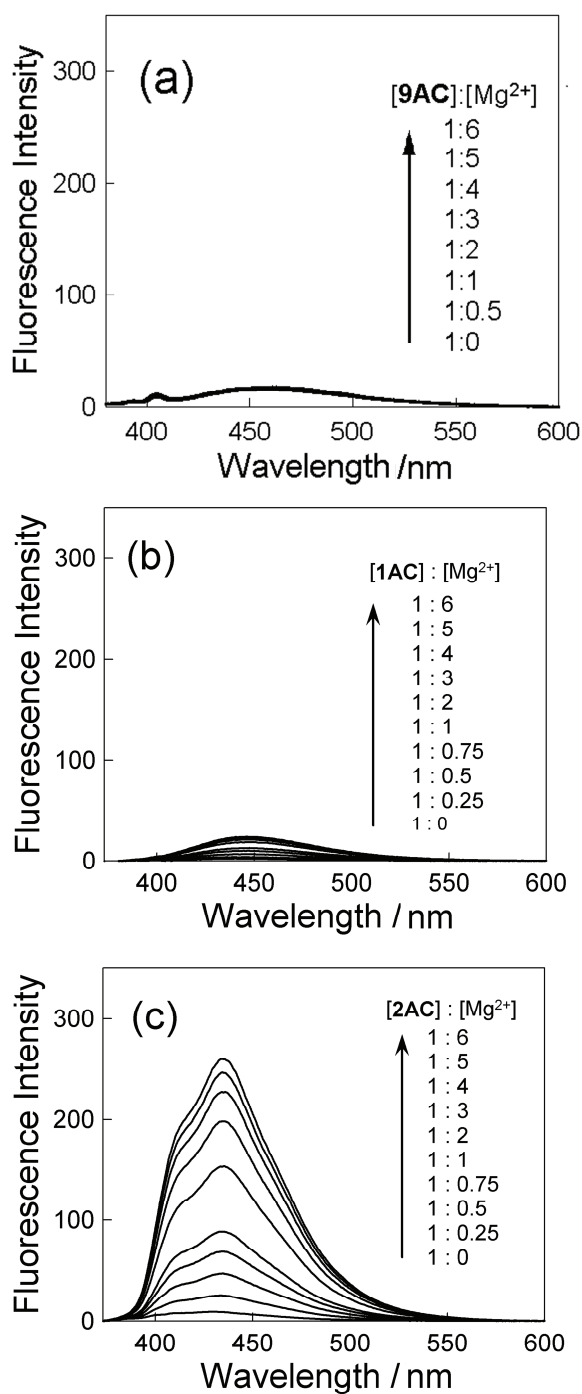 (a)
[9AC]:[Mg²⁺]
1:6
1:5
1:4
1:3
1:2
1:1
1:0.5
1:0
300
200
100
0
Fluorescence Intensity
400 450 500 550 600
Wavelength /nm
(b)
[1AC] : [Mg²⁺]
1 : 6
1 : 5
1 : 4
1 : 3
1 : 2
1 : 1
1 : 0.75
1 : 0.5
1 : 0.25
1 : 0
300
200
100
0
Fluorescence Intensity
400 450 500 550 600
Wavelength / nm
(c)
[2AC] : [Mg²⁺]
1 : 6
1 : 5
1 : 4
1 : 3
1 : 2
1 : 1
1 : 0.75
1 : 0.5
1 : 0.25
1 : 0
300
200
100
0
Fluorescence Intensity
400 450 500 550 600
Wavelength / nm